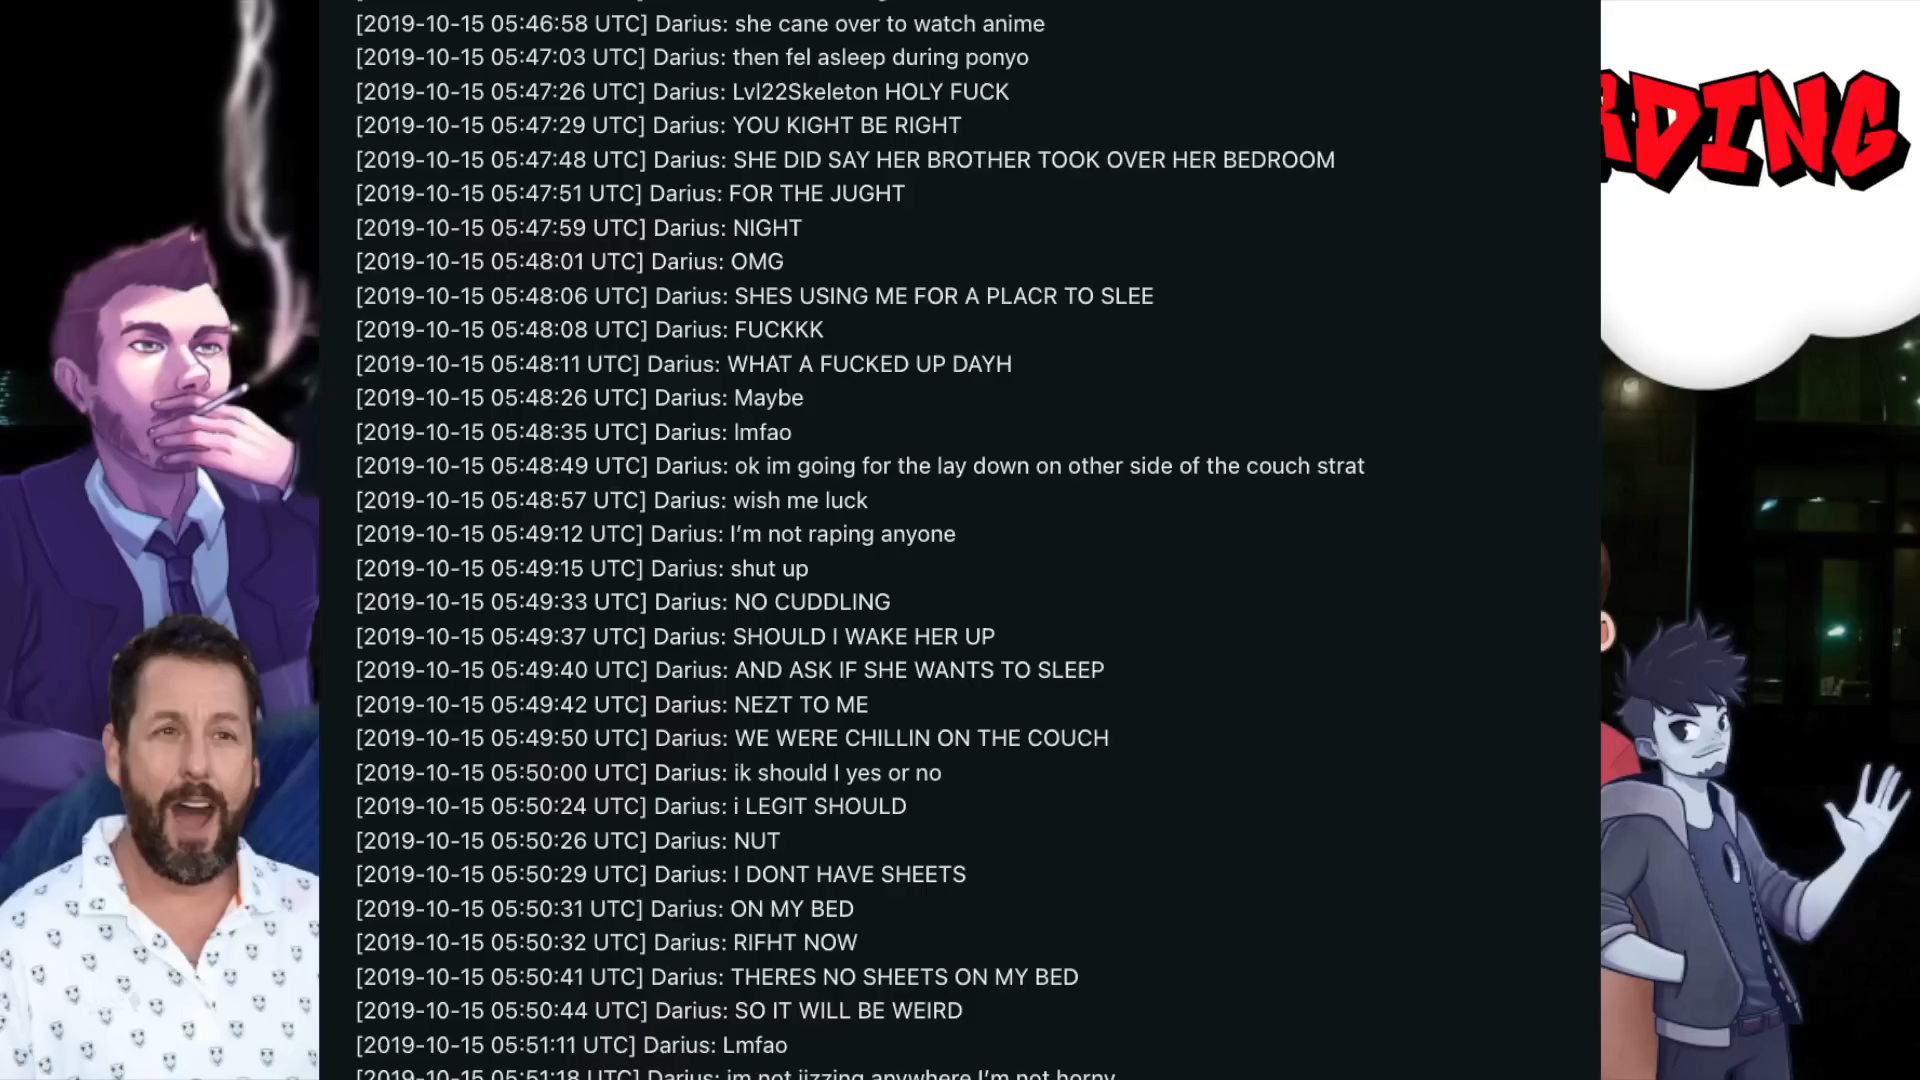 [2019-10-15 05:46:58 UTC] Darius: she cane over to watch anime
[2019-10-15 05:47:03 UTC] Darius: then fel asleep during ponyo
[2019-10-15 05:47:26 UTC] Darius: Lvl22Skeleton HOLY FUCK
[2019-10-15 05:47:29 UTC] Darius: YOU KIGHT BE RIGHT
[2019-10-15 05:47:48 UTC] Darius: SHE DID SAY HER BROTHER TOOK OVER HER BEDROOM
[2019-10-15 05:47:51 UTC] Darius: FOR THE JUGHT
[2019-10-15 05:47:59 UTC] Darius: NIGHT
[2019-10-15 05:48:01 UTC] Darius: OMG
[2019-10-15 05:48:06 UTC] Darius: SHES USING ME FOR A PLACR TO SLEE
[2019-10-15 05:48:08 UTC] Darius: FUCKKK
[2019-10-15 05:48:11 UTC] Darius: WHAT A FUCKED UP DAYH
[2019-10-15 05:48:26 UTC] Darius: Maybe
[2019-10-15 05:48:35 UTC] Darius: lmfao
[2019-10-15 05:48:49 UTC] Darius: ok im going for the lay down on other side of the couch strat
[2019-10-15 05:48:57 UTC] Darius: wish me luck
[2019-10-15 05:49:12 UTC] Darius: I’m not raping anyone
[2019-10-15 05:49:15 UTC] Darius: shut up
[2019-10-15 05:49:33 UTC] Darius: NO CUDDLING
[2019-10-15 05:49:37 UTC] Darius: SHOULD I WAKE HER UP
[2019-10-15 05:49:40 UTC] Darius: AND ASK IF SHE WANTS TO SLEEP
[2019-10-15 05:49:42 UTC] Darius: NEZT TO ME
[2019-10-15 05:49:50 UTC] Darius: WE WERE CHILLIN ON THE COUCH
[2019-10-15 05:50:00 UTC] Darius: ik should I yes or no
[2019-10-15 05:50:24 UTC] Darius: i LEGIT SHOULD
[2019-10-15 05:50:26 UTC] Darius: NUT
[2019-10-15 05:50:29 UTC] Darius: I DONT HAVE SHEETS
[2019-10-15 05:50:31 UTC] Darius: ON MY BED
[2019-10-15 05:50:32 UTC] Darius: RIFHT NOW
[2019-10-15 05:50:41 UTC] Darius: THERES NO SHEETS ON MY BED
[2019-10-15 05:50:44 UTC] Darius: SO IT WILL BE WEIRD
[2019-10-15 05:51:11 UTC] Darius: Lmfao
[2019-10-15 05:51:18 UTC] Darius: im not jizzing anywhere I’m not horny
RDING